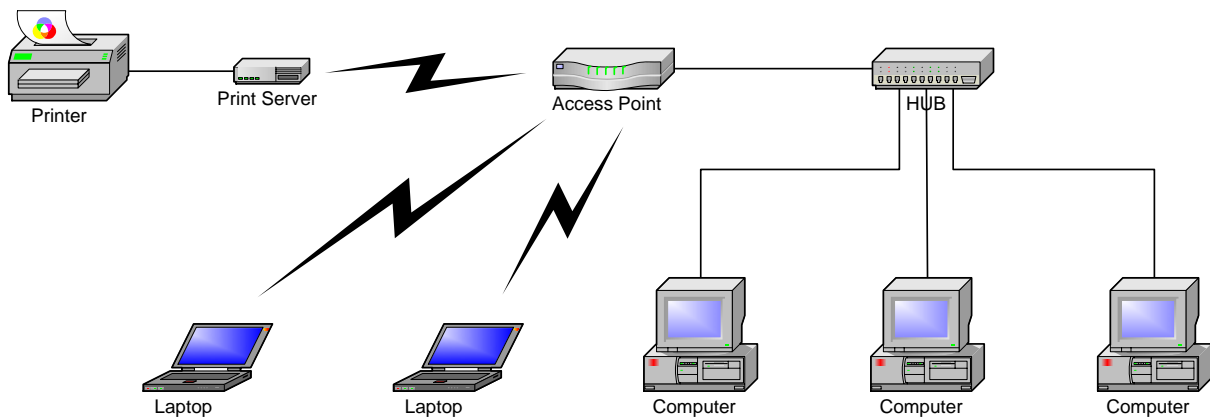 Printer
Print Server
Access Point
HUB
Laptop
Laptop
Computer
Computer
Computer